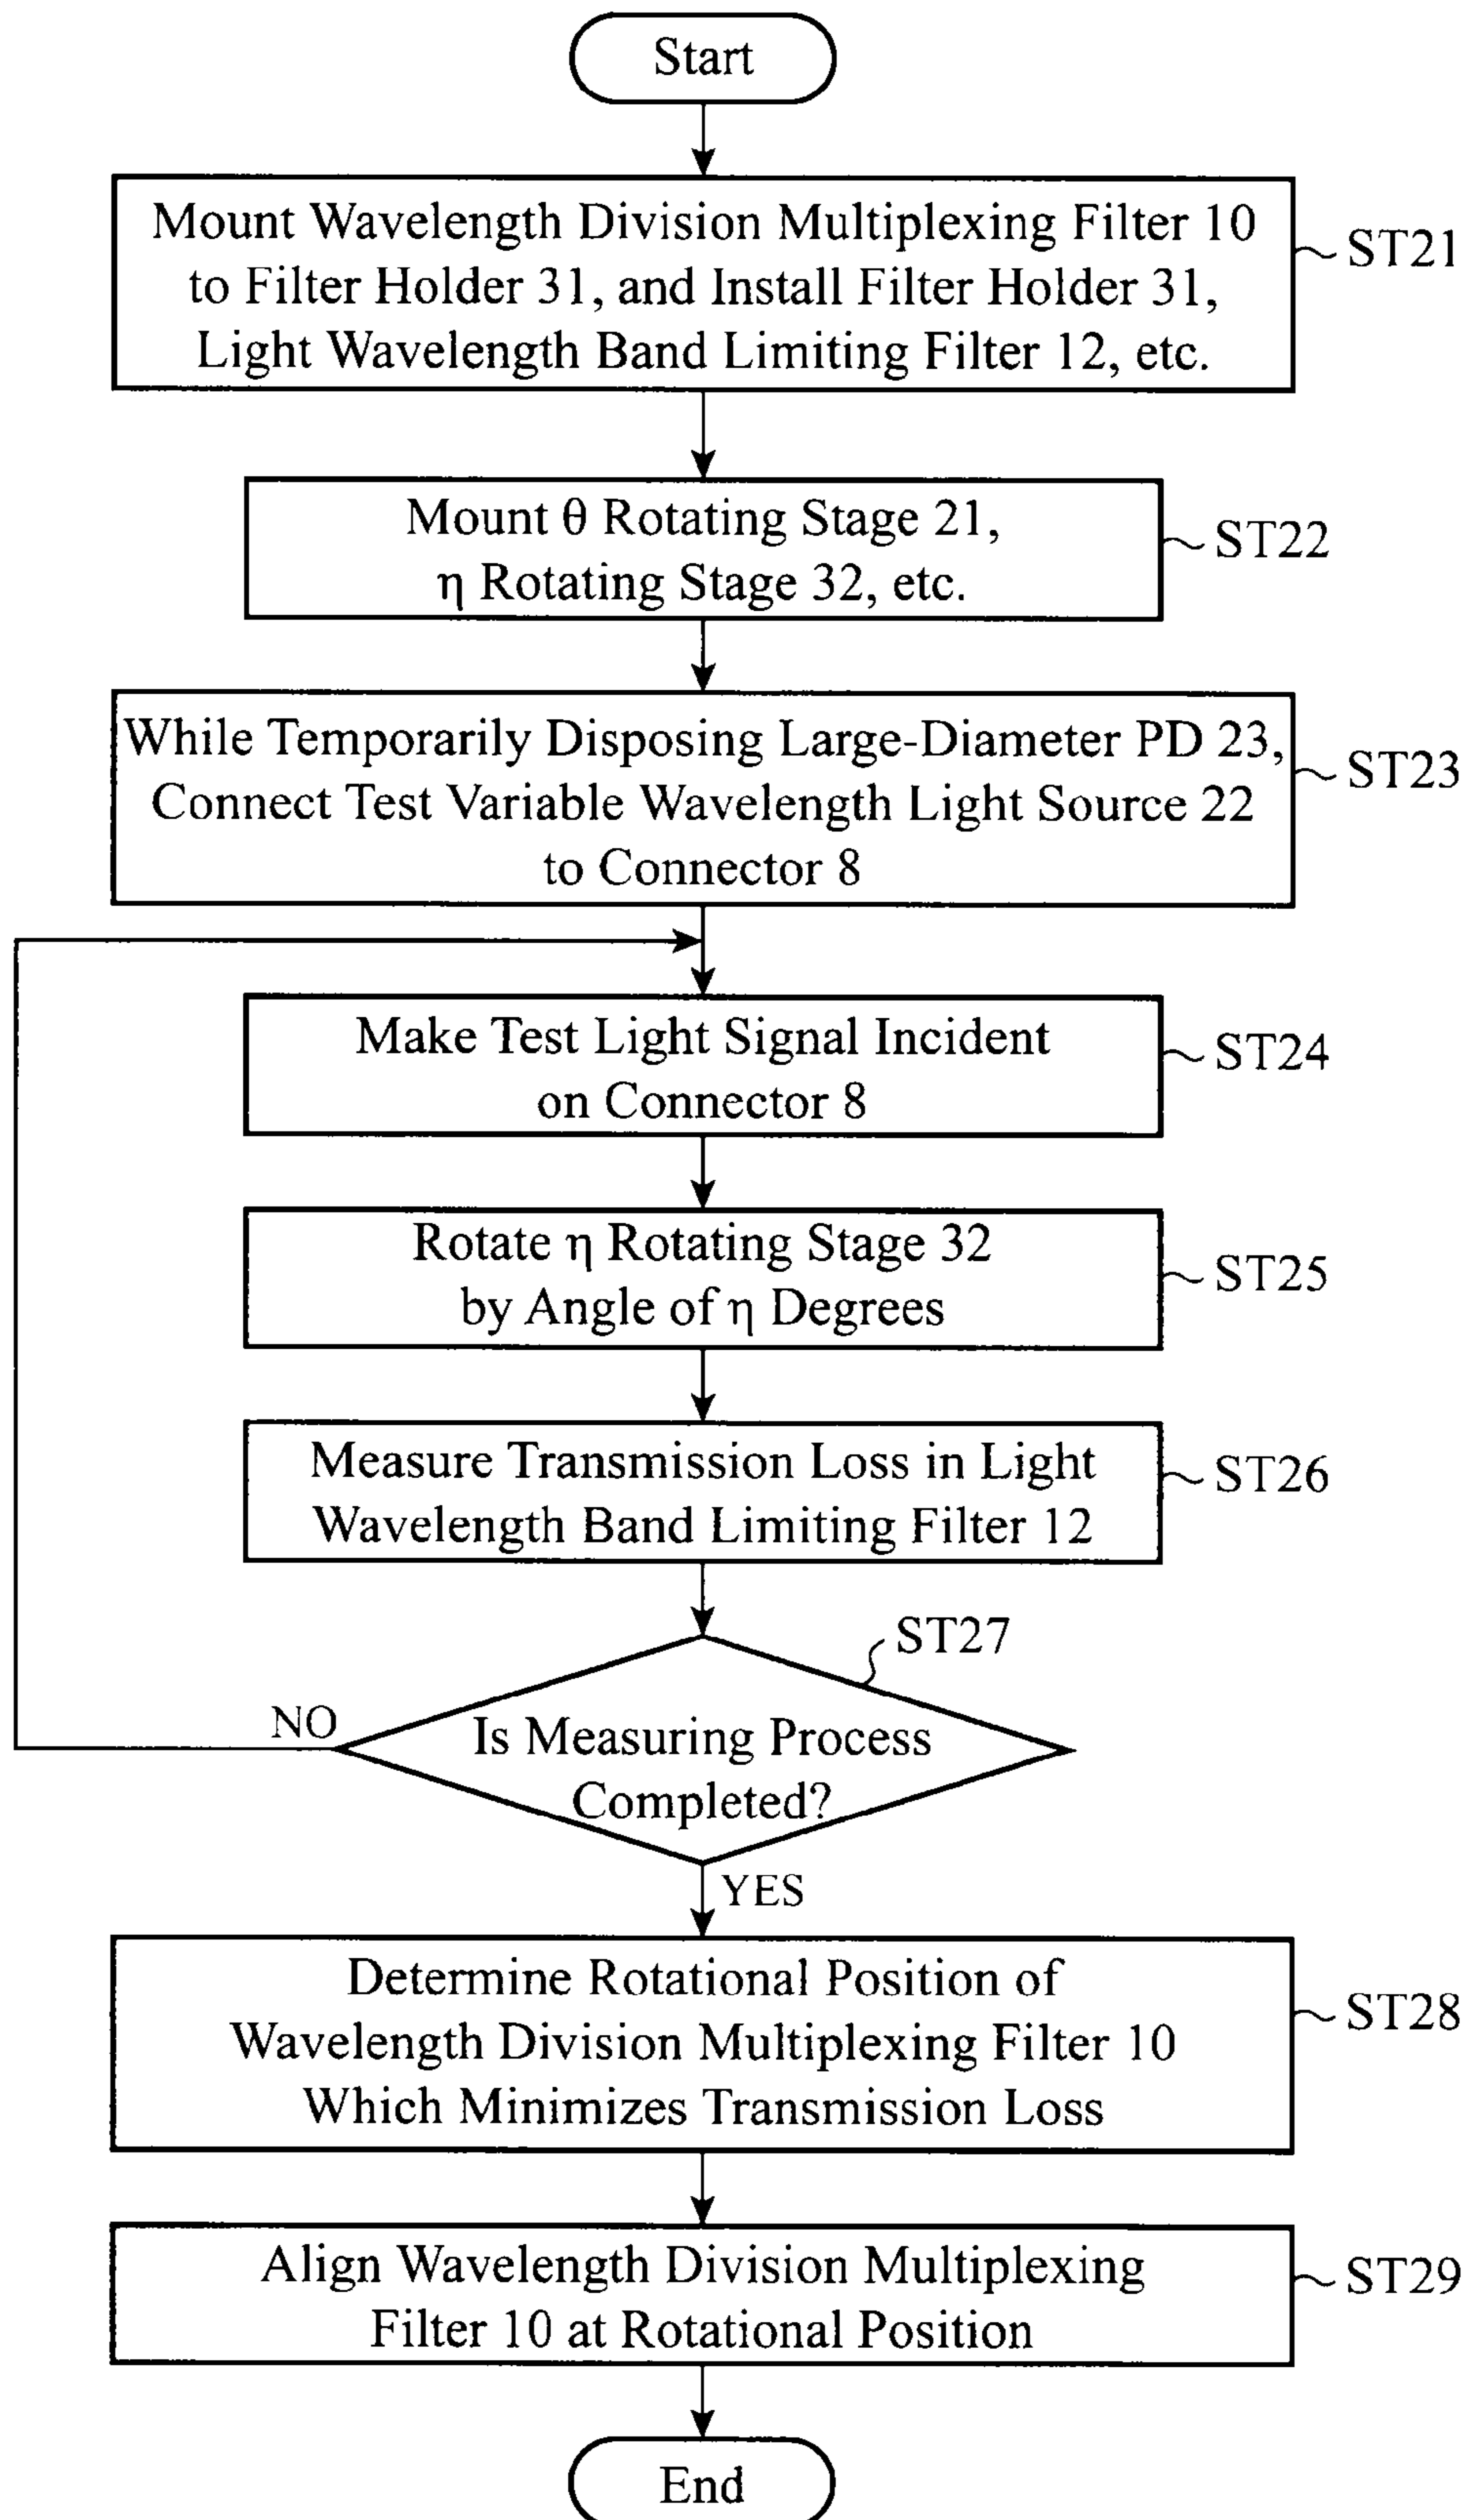 Start
Mount Wavelength Division Multiplexing Filter 10
to Filter Holder 31, and Install Filter Holder 31,
Light Wavelength Band Limiting Filter 12, etc.
ST21
Mount θ Rotating Stage 21,
η Rotating Stage 32, etc.
ST22
While Temporarily Disposing Large-Diameter PD 23,
Connect Test Variable Wavelength Light Source 22
to Connector 8
ST23
Make Test Light Signal Incident
on Connector 8
ST24
Rotate η Rotating Stage 32
by Angle of η Degrees
ST25
Measure Transmission Loss in Light
Wavelength Band Limiting Filter 12
ST26
ST27
NO
Is Measuring Process
Completed?
YES
Determine Rotational Position of
Wavelength Division Multiplexing Filter 10
Which Minimizes Transmission Loss
ST28
Align Wavelength Division Multiplexing
Filter 10 at Rotational Position
ST29
End